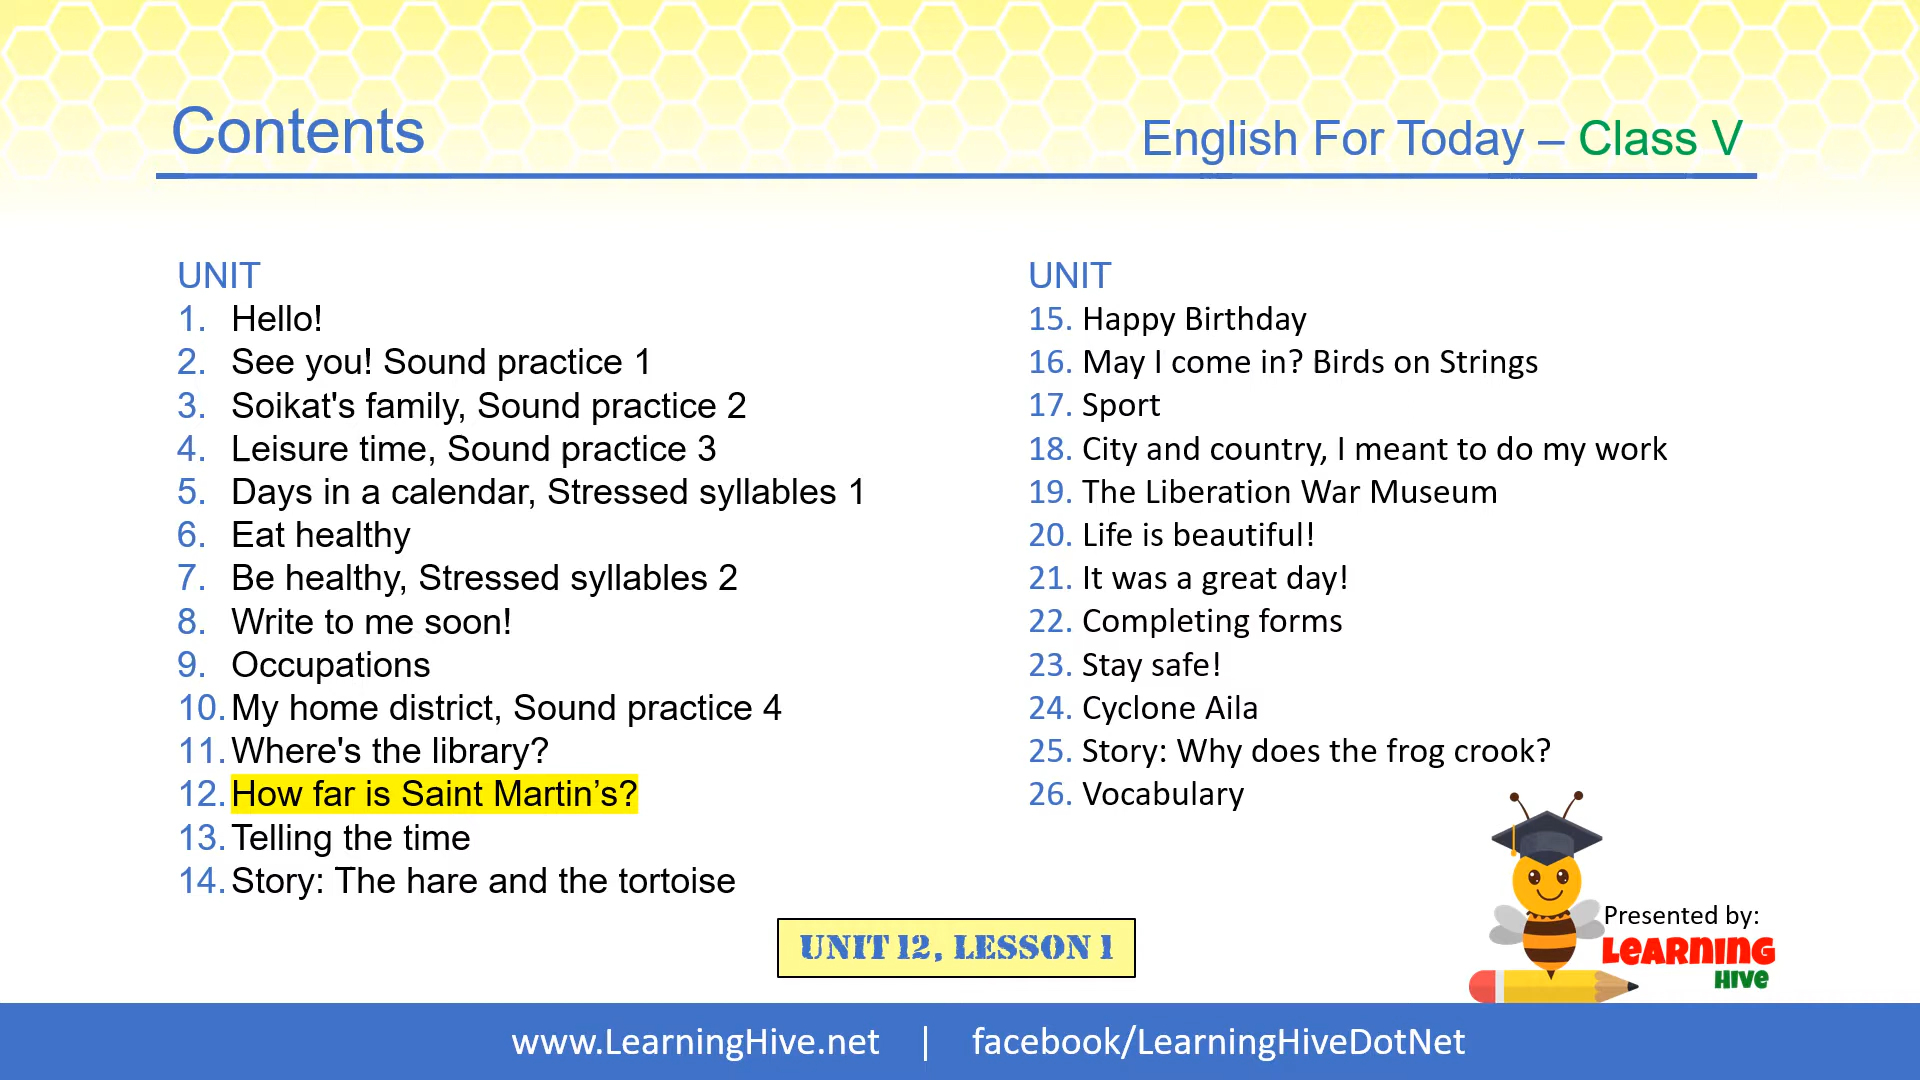 Contents
English For Today – Class V
UNIT
1. Hello!
2. See you! Sound practice 1
3. Soikat's family, Sound practice 2
4. Leisure time, Sound practice 3
5. Days in a calendar, Stressed syllables 1
6. Eat healthy
7. Be healthy, Stressed syllables 2
8. Write to me soon!
9. Occupations
10. My home district, Sound practice 4
11. Where's the library?
12. How far is Saint Martin’s?
13. Telling the time
14. Story: The hare and the tortoise
UNIT
15. Happy Birthday
16. May I come in? Birds on Strings
17. Sport
18. City and country, I meant to do my work
19. The Liberation War Museum
20. Life is beautiful!
21. It was a great day!
22. Completing forms
23. Stay safe!
24. Cyclone Aila
25. Story: Why does the frog crook?
26. Vocabulary
UNIT 12, LESSON 1
Presented by:
LeARNiNG
HIVe
www.LearningHive.net | facebook/LearningHiveDotNet